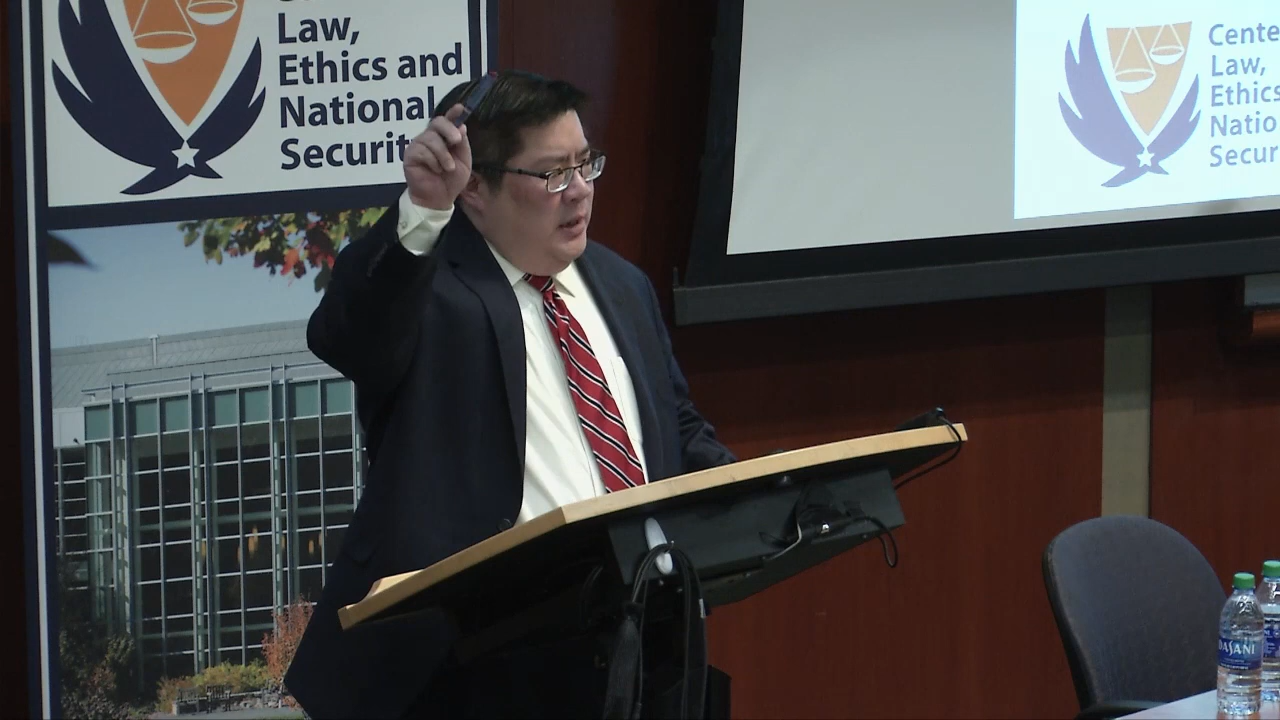 Law,
Ethics and
National
Securit
Cente
Law,
Ethics
Natio
Secur
DASANI